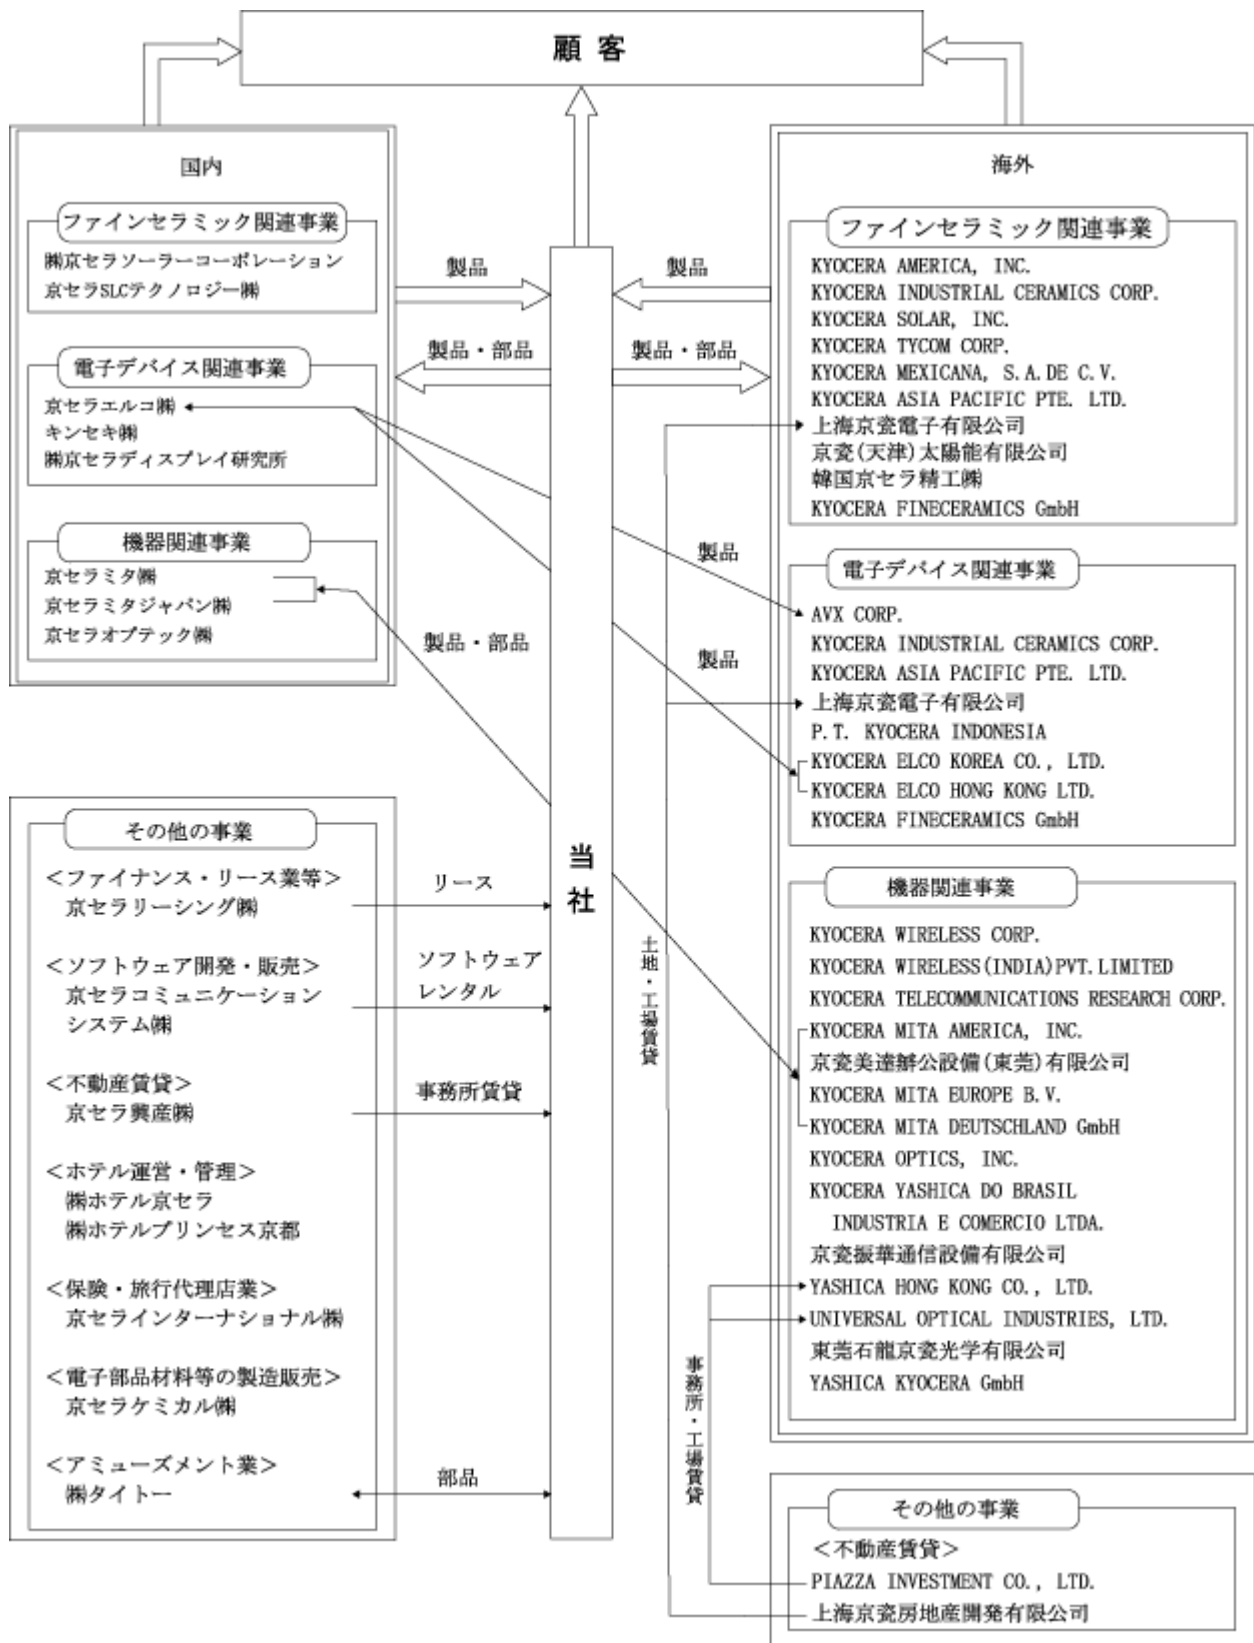 顧客
国内
ファインセラミック関連事業
㈱京セラソーラーコーポレーション
京セラSLCテクノロジー㈱
電子デバイス関連事業
京セラエルコ㈱
キンセキ㈱
㈱京セラディスプレイ研究所
機器関連事業
京セラミタ㈱
京セラミタジャパン㈱
京セラオプテック㈱
その他の事業
＜ファイナンス・リース業等＞
京セラリーシング㈱
＜ソフトウェア開発・販売＞
京セラコミュニケーション
システム㈱
＜不動産賃貸＞
京セラ興産㈱
＜ホテル運営・管理＞
㈱ホテル京セラ
㈱ホテルプリンセス京都
＜保険・旅行代理店業＞
京セラインターナショナル㈱
＜電子部品材料等の製造販売＞
京セラケミカル㈱
＜アミューズメント業＞
㈱タイトー
製品
製品・部品
製品・部品
リース
ソフトウェア
レンタル
事務所賃貸
部品
当社
製品
製品・部品
製品
製品
土地・工場賃貸
事務所・工場賃貸
海外
ファインセラミック関連事業
KYOCERA AMERICA, INC.
KYOCERA INDUSTRIAL CERAMICS CORP.
KYOCERA SOLAR, INC.
KYOCERA TYCOM CORP.
KYOCERA MEXICANA, S.A.DE C.V.
KYOCERA ASIA PACIFIC PTE. LTD.
上海京瓷電子有限公司
京瓷(天津)太陽能有限公司
韓国京セラ精工㈱
KYOCERA FINECERAMICS GmbH
電子デバイス関連事業
AVX CORP.
KYOCERA INDUSTRIAL CERAMICS CORP.
KYOCERA ASIA PACIFIC PTE. LTD.
上海京瓷電子有限公司
P.T. KYOCERA INDONESIA
KYOCERA ELCO KOREA CO., LTD.
KYOCERA ELCO HONG KONG LTD.
KYOCERA FINECERAMICS GmbH
機器関連事業
KYOCERA WIRELESS CORP.
KYOCERA WIRELESS(INDIA)PVT.LIMITED
KYOCERA TELECOMMUNICATIONS RESEARCH CORP.
KYOCERA MITA AMERICA, INC.
京瓷美達辦公設備(東莞)有限公司
KYOCERA MITA EUROPE B.V.
KYOCERA MITA DEUTSCHLAND GmbH
KYOCERA OPTICS, INC.
KYOCERA YASHICA DO BRASIL
INDUSTRIA E COMERCIO LTDA.
京瓷振華通信設備有限公司
YASHICA HONG KONG CO., LTD.
UNIVERSAL OPTICAL INDUSTRIES, LTD.
東莞石龍京瓷光学有限公司
YASHICA KYOCERA GmbH
その他の事業
＜不動産賃貸＞
PIAZZA INVESTMENT CO., LTD.
上海京瓷房地産開発有限公司